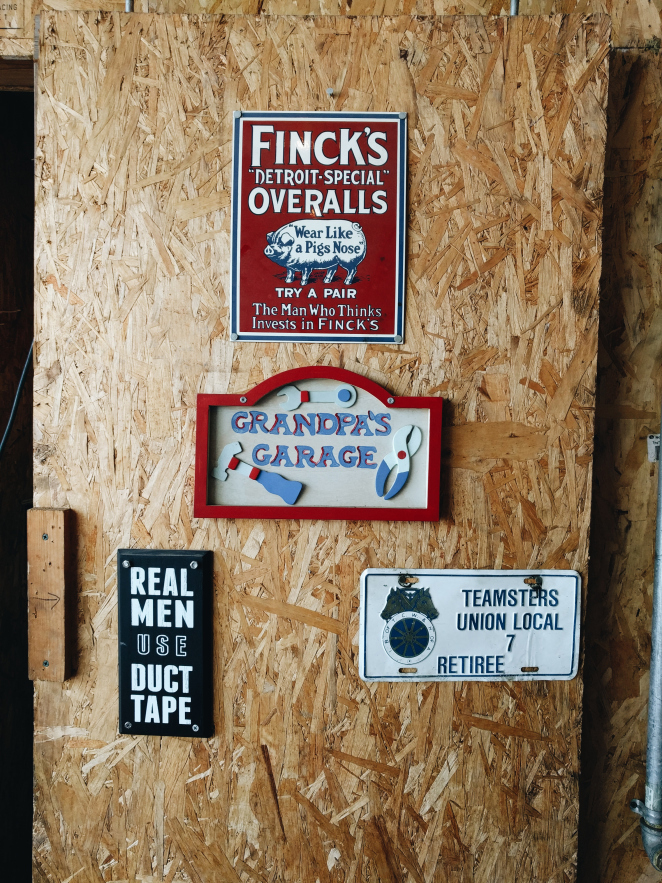 FINCK'S
"DETROIT-SPECIAL"
OVERALLS
"Wear Like
a Pigs Nose"
TRY A PAIR
The Man Who Thinks
Invests in FINCK'S
GRANDPA'S
GARAGE
REAL
MEN
USE
DUCT
TAPE
TEAMSTERS
UNION LOCAL
7
RETIREE